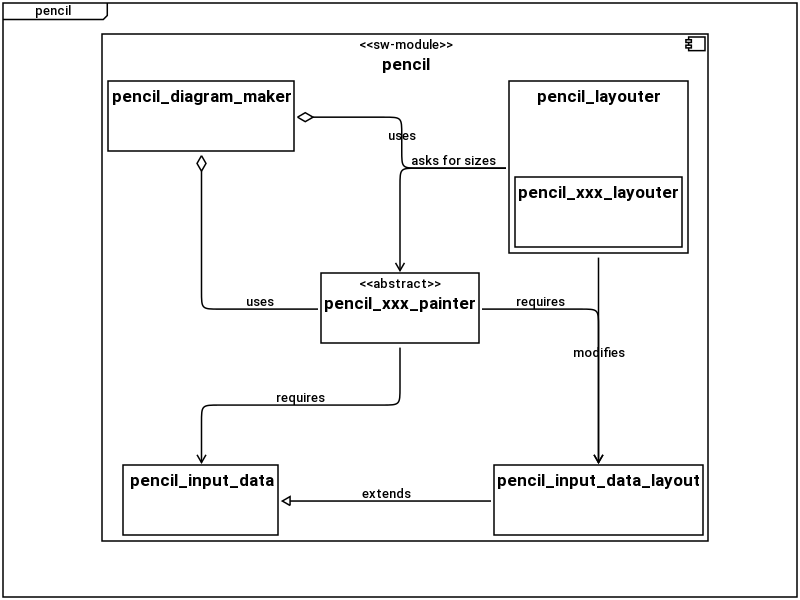 pencil
<<sw-module>>
pencil
pencil_diagram_maker
pencil_layouter
uses
asks for sizes
pencil_xxx_layouter
<<abstract>>
pencil_xxx_painter
uses
requires
modifies
requires
pencil_input_data
pencil_input_data_layout
extends